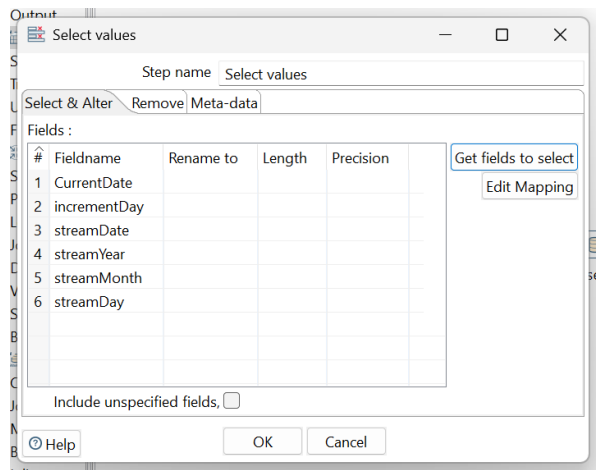 Output
Select values
Step name Select values
Select & Alter Remove Meta-data
Fields :
# Fieldname Rename to Length Precision
Get fields to select
1 CurrentDate
Edit Mapping
2 incrementDay
3 streamDate
4 streamYear
5 streamMonth
6 streamDay
Include unspecified fields,
Help OK Cancel